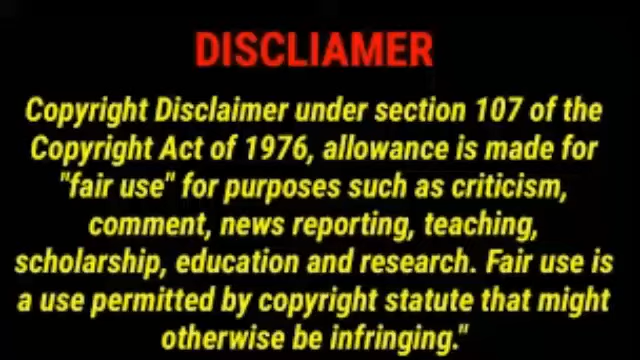 DISCLIAMER
Copyright Disclaimer under section 107 of the
Copyright Act of 1976, allowance is made for
"fair use" for purposes such as criticism,
comment, news reporting, teaching,
scholarship, education and research. Fair use is
a use permitted by copyright statute that might
otherwise be infringing."